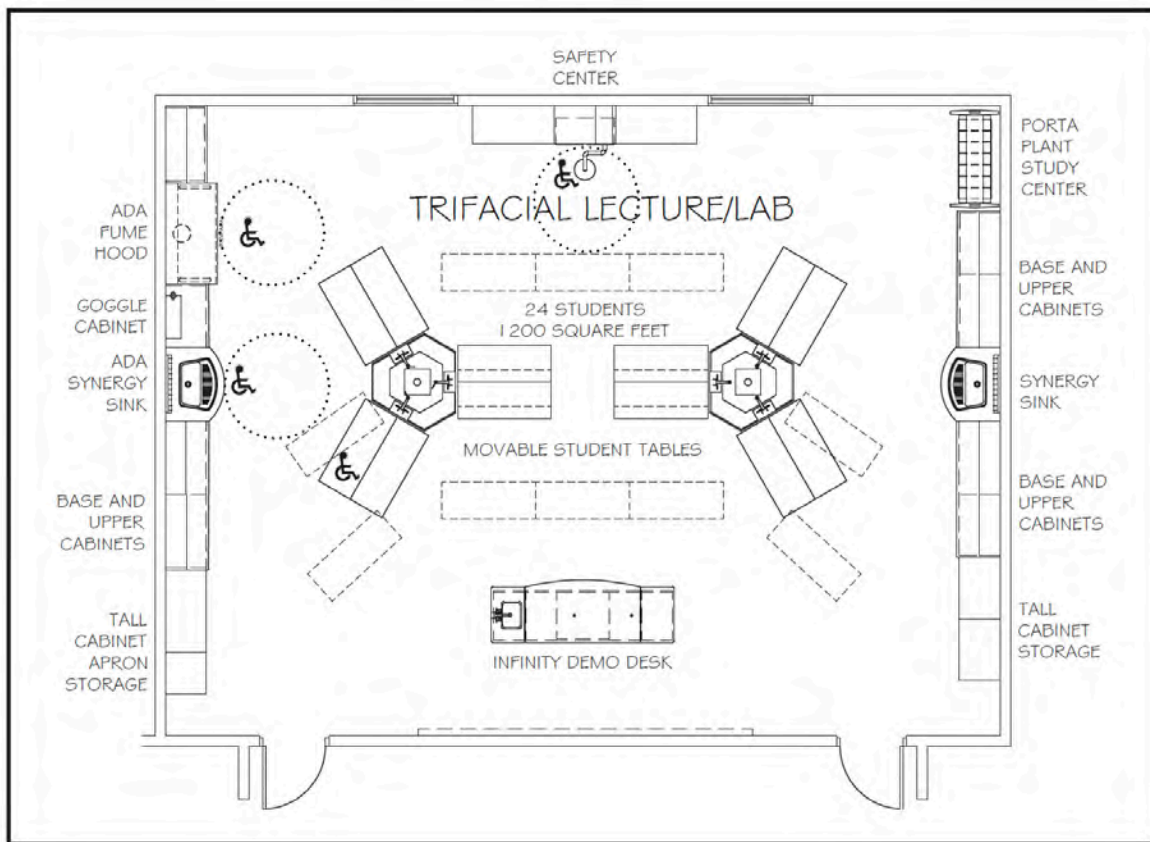 SAFETY
CENTER
PORTA
PLANT
STUDY
CENTER
ADA
FUME
HOOD
TRIFACIAL LECTURE/LAB
BASE AND
UPPER
CABINETS
GOGGLE
CABINET
24 STUDENTS
1200 SQUARE FEET
ADA
SYNERGY
SINK
SYNERGY
SINK
MOVABLE STUDENT TABLES
BASE AND
UPPER
CABINETS
BASE AND
UPPER
CABINETS
TALL
CABINET
APRON
STORAGE
INFINITY DEMO DESK
TALL
CABINET
STORAGE